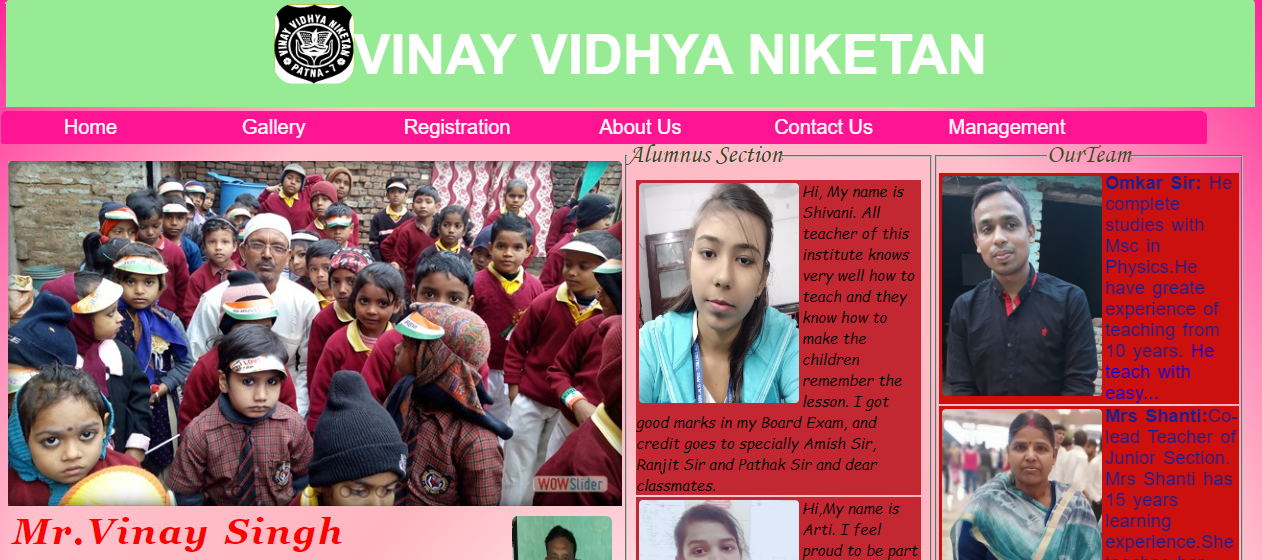 VINAY VIDHYA NIKETAN
PATNA - 7
VINAY VIDHYA NIKETAN
Home Gallery Registration About Us Contact Us Management
WOWSlider
Mr.Vinay Singh
Alumnus Section
Hi, My name is
Shivani. All
teacher of this
institute knows
very well how to
teach and they
know how to
make the
children
remember the
lesson. I got
good marks in my Board Exam, and
credit goes to specially Amish Sir,
Ranjit Sir and Pathak Sir and dear
classmates.
Hi,My name is
Arti. I feel
proud to be part
OurTeam
Omkar Sir: He
complete
studies with
Msc in
Physics.He
have greate
experience of
teaching from
10 years. He
teach with
easy...
Mrs Shanti:Co-
lead Teacher of
Junior Section.
Mrs Shanti has
15 years
learning
experience.She